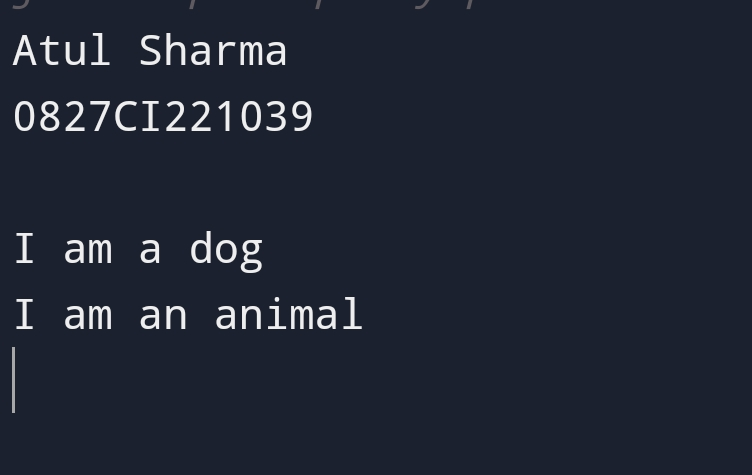 Atul Sharma
0827CI221039
I am a dog
I am an animal